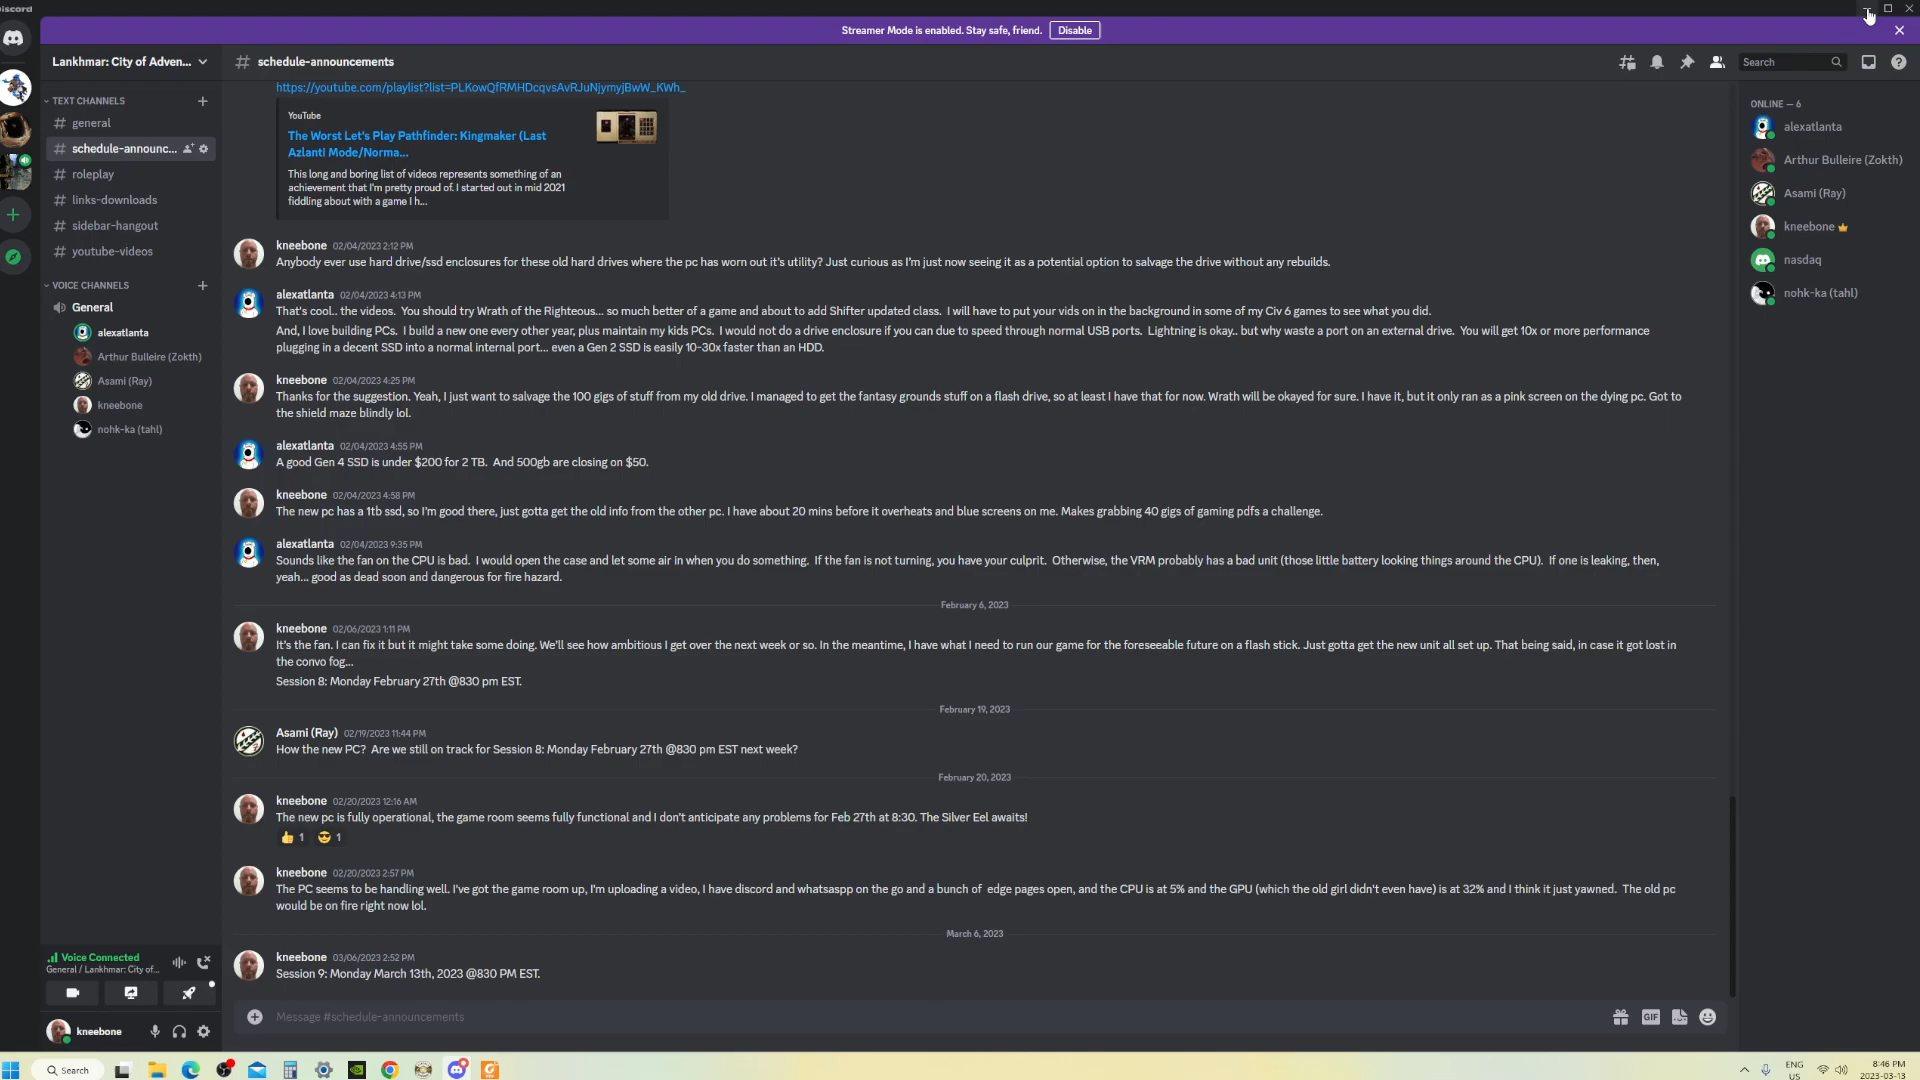 Discord
Streamer Mode is enabled. Stay safe, friend.
Disable
Lankhmar: City of Adven...
schedule-announcements
Search
TEXT CHANNELS
general
schedule-announc...
roleplay
links-downloads
sidebar-hangout
youtube-videos
VOICE CHANNELS
General
alexatlanta
Arthur Bulleire (Zokth)
Asami (Ray)
kneebone
nohk-ka (tahl)
Voice Connected
General / Lankhmar: City of...
kneebone
https://youtube.com/playlist?list=PLKowQfRMHDcqvsAvRJuNjymyjBwW_KWh_
YouTube
The Worst Let's Play Pathfinder: Kingmaker (Last
Azlanti Mode/Norma...
This long and boring list of videos represents something of an
achievement that I'm pretty proud of. I started out in mid 2021
fiddling about with a game I h...
kneebone 02/04/2023 2:12 PM
Anybody ever use hard drive/ssd enclosures for these old hard drives where the pc has worn out it's utility? Just curious as I'm just now seeing it as a potential option to salvage the drive without any rebuilds.
alexatlanta 02/04/2023 4:13 PM
That's cool.. the videos. You should try Wrath of the Righteous... so much better of a game and about to add Shifter updated class. I will have to put your vids on in the background in some of my Civ 6 games to see what you did.
And, I love building PCs. I build a new one every other year, plus maintain my kids PCs. I would not do a drive enclosure if you can due to speed through normal USB ports. Lightning is okay.. but why waste a port on an external drive. You will get 10x or more performance
plugging in a decent SSD into a normal internal port... even a Gen 2 SSD is easily 10-30x faster than an HDD.
kneebone 02/04/2023 4:25 PM
Thanks for the suggestion. Yeah, I just want to salvage the 100 gigs of stuff from my old drive. I managed to get the fantasy grounds stuff on a flash drive, so at least I have that for now. Wrath will be okayed for sure. I have it, but it only ran as a pink screen on the dying pc. Got to
the shield maze blindly lol.
alexatlanta 02/04/2023 4:55 PM
A good Gen 4 SSD is under $200 for 2 TB. And 500gb are closing on $50.
kneebone 02/04/2023 4:58 PM
The new pc has a 1tb ssd, so I'm good there, just gotta get the old info from the other pc. I have about 20 mins before it overheats and blue screens on me. Makes grabbing 40 gigs of gaming pdfs a challenge.
alexatlanta 02/04/2023 9:35 PM
Sounds like the fan on the CPU is bad. I would open the case and let some air in when you do something. If the fan is not turning, you have your culprit. Otherwise, the VRM probably has a bad unit (those little battery looking things around the CPU). If one is leaking, then,
yeah... good as dead soon and dangerous for fire hazard.
February 6, 2023
kneebone 02/06/2023 1:11 PM
It's the fan. I can fix it but it might take some doing. We'll see how ambitious I get over the next week or so. In the meantime, I have what I need to run our game for the foreseeable future on a flash stick. Just gotta get the new unit all set up. That being said, in case it got lost in
the convo fog...
Session 8: Monday February 27th @830 pm EST.
February 19, 2023
Asami (Ray) 02/19/2023 11:44 PM
How the new PC? Are we still on track for Session 8: Monday February 27th @830 pm EST next week?
February 20, 2023
kneebone 02/20/2023 12:16 AM
The new pc is fully operational, the game room seems fully functional and I don't anticipate any problems for Feb 27th at 8:30. The Silver Eel awaits!
1 1
kneebone 02/20/2023 2:57 PM
The PC seems to be handling well. I've got the game room up, I'm uploading a video, I have discord and whatsaspp on the go and a bunch of edge pages open, and the CPU is at 5% and the GPU (which the old girl didn't even have) is at 32% and I think it just yawned. The old pc
would be on fire right now lol.
March 6, 2023
kneebone 03/06/2023 2:52 PM
Session 9: Monday March 13th, 2023 @830 PM EST.
Message #schedule-announcements
GIF
ONLINE — 6
alexatlanta
Arthur Bulleire (Zokth)
Asami (Ray)
kneebone
nasdaq
nohk-ka (tahl)
Search
ENG
US
8:46 PM
2023-03-13